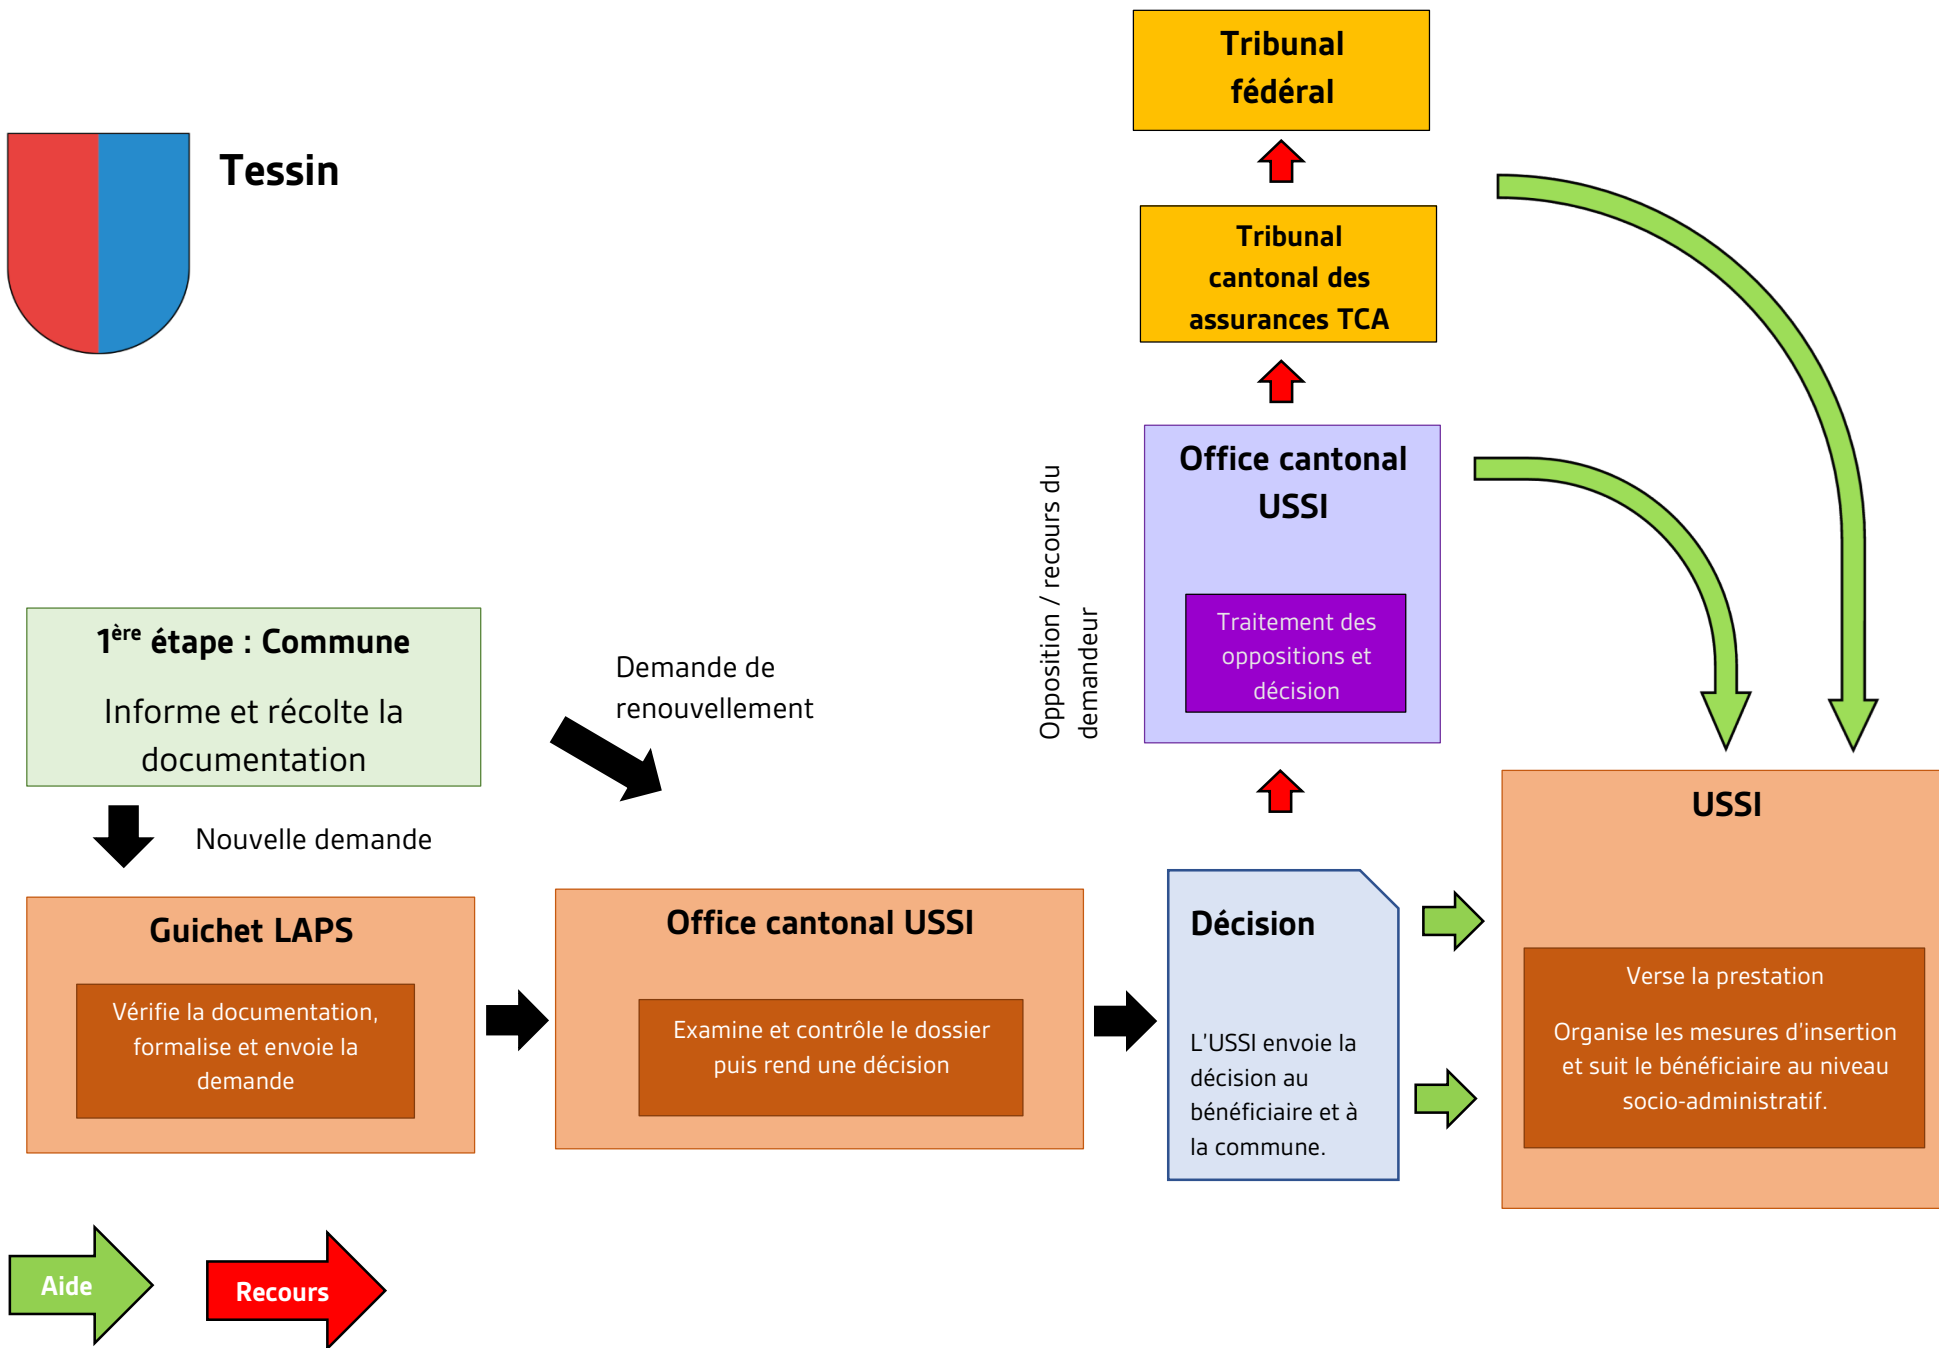 Tessin
Tribunal
fédéral
Tribunal
cantonal des
assurances TCA
Office cantonal
USSI
Traitement des
oppositions et
décision
Opposition / recours du
demandeur
1ère étape : Commune
Informe et récolte la
documentation
Demande de
renouvellement
Nouvelle demande
Guichet LAPS
Vérifie la documentation,
formalise et envoie la
demande
Office cantonal USSI
Examine et contrôle le dossier
puis rend une décision
Décision
L'USSI envoie la
décision au
bénéficiaire et à
la commune.
USSI
Verse la prestation
Organise les mesures d'insertion
et suit le bénéficiaire au niveau
socio-administratif.
Aide
Recours